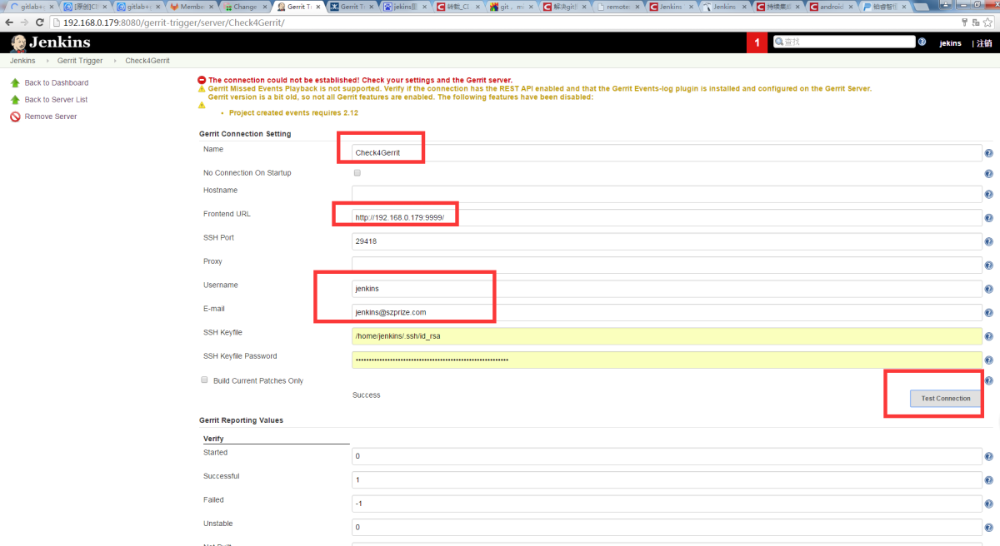 gitlab+g
[原创]CI
gitlab+g
Member
Change
Gerrit Tr
Gerrit T
jekins
转载_CI
git 。 m
解决git
remote
Jenkins
Jenkins
持续集
android
192.168.0.179:8080/gerrit-trigger/server/Check4Gerrit/
Jenkins
1
查找
jekins
| 注销
Jenkins
Gerrit Trigger
Check4Gerrit
Back to Dashboard
Back to Server List
Remove Server
The connection could not be established! Check your settings and the Gerrit server.
Gerrit Missed Events Playback is not supported. Verify if the connection has the REST API enabled and that the Gerrit Events-log plugin is installed and configured on the Gerrit Server.
Gerrit version is a bit old, so not all Gerrit features are enabled. The following features have been disabled:
• Project created events requires 2.12
Gerrit Connection Setting
Name
Check4Gerrit
No Connection On Startup
Hostname
Frontend URL
http://192.168.0.179:9999/
SSH Port
29418
Proxy
Username
jenkins
E-mail
jenkins@szprize.com
SSH Keyfile
/home/jenkins/.ssh/id_rsa
SSH Keyfile Password
Build Current Patches Only
Success
Test Connection
Gerrit Reporting Values
Verify
Started
0
Successful
1
Failed
-1
Unstable
0